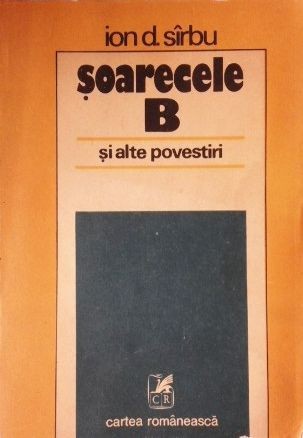 ion d. sîrbu
șoarecele
B
și alte povestiri
CR
cartea românească